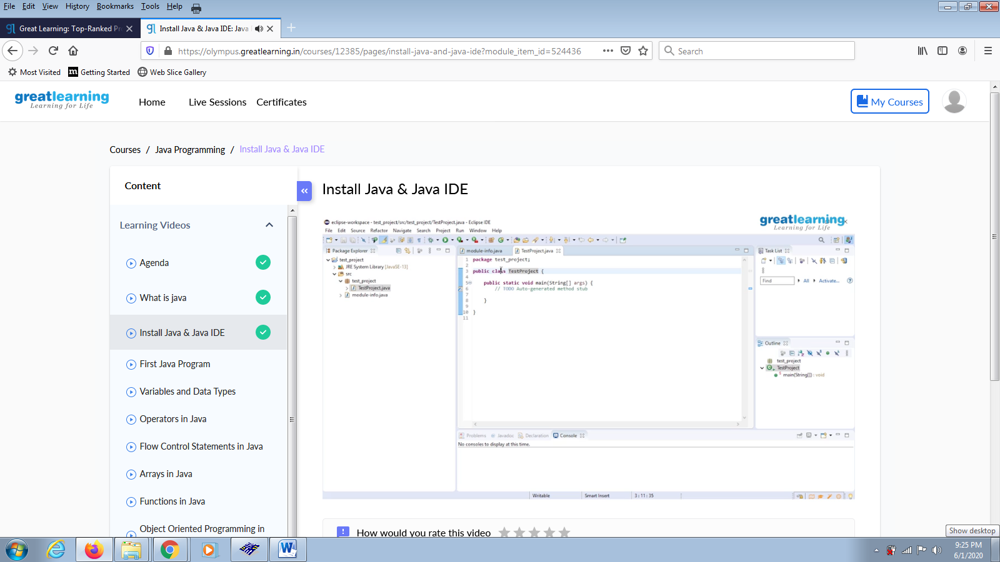 File Edit View History Bookmarks Tools Help
Great Learning: Top-Ranked Pr
Install Java & Java IDE: Java
https://olympus.greatlearning.in/courses/12385/pages/install-java-and-java-ide?module_item_id=524436
Search
Most Visited Getting Started Web Slice Gallery
greatlearning
Learning for Life
Home Live Sessions Certificates
My Courses
Courses / Java Programming / Install Java & Java IDE
Content
Learning Videos
Agenda
What is java
Install Java & Java IDE
First Java Program
Variables and Data Types
Operators in Java
Flow Control Statements in Java
Arrays in Java
Functions in Java
Object Oriented Programming in
Install Java & Java IDE
eclipse-workspace - test_project/src/test_project/TestProject.java - Eclipse IDE
greatlearning
Learning for Life
File Edit Source Refactor Navigate Search Project Run Window Help
Package Explorer
test_project
JRE System Library [JavaSE-13]
src
test_project
TestProject.java
module-info.java
module-info.java TestProject.java
1 package test_project;
2
3 public class TestProject {
4
5 public static void main(String[] args) {
6 // TODO Auto-generated method stub
7
8 }
9
10 }
11
Task List
Find All Activate...
Outline
test_project
TestProject
main(String[]) : void
Problems Javadoc Declaration Console
No consoles to display at this time.
Writable Smart Insert 3 : 11 : 35
How would you rate this video
Show desktop
9:25 PM
6/1/2020